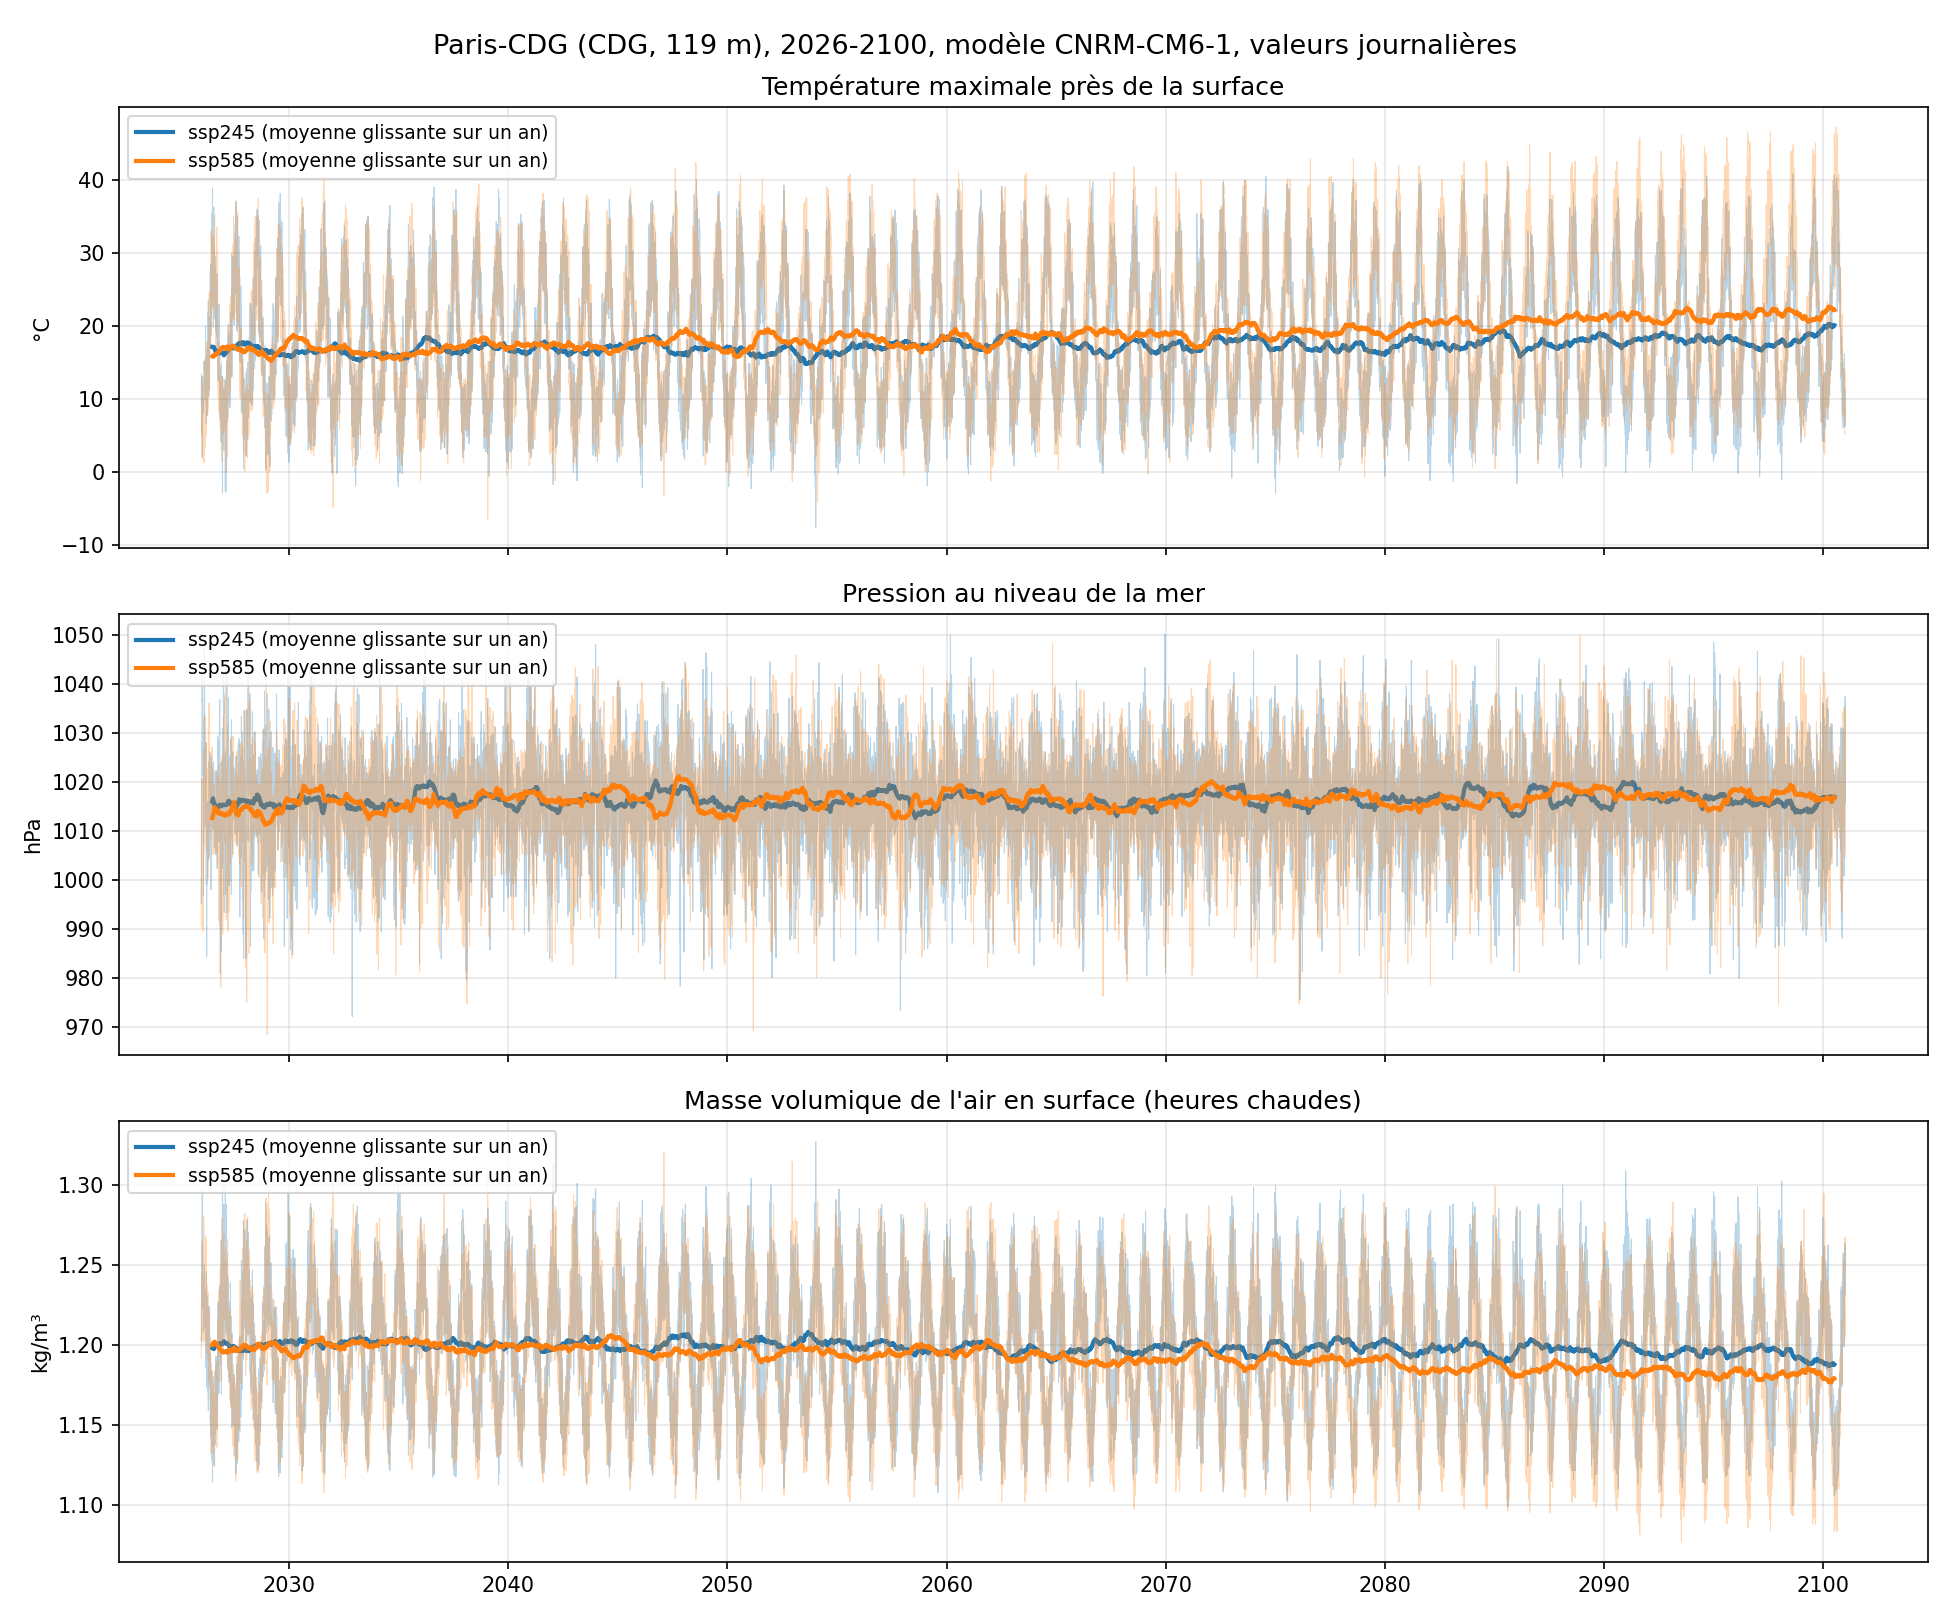 Paris-CDG (CDG, 119 m), 2026-2100, modèle CNRM-CM6-1, valeurs journalières
Température maximale près de la surface
ssp245 (moyenne glissante sur un an)
ssp585 (moyenne glissante sur un an)
40
30
20
10
0
−10
°C
Pression au niveau de la mer
ssp245 (moyenne glissante sur un an)
ssp585 (moyenne glissante sur un an)
1050
1040
1030
1020
1010
1000
990
980
970
hPa
Masse volumique de l'air en surface (heures chaudes)
ssp245 (moyenne glissante sur un an)
ssp585 (moyenne glissante sur un an)
1.30
1.25
1.20
1.15
1.10
kg/m³
2030 2040 2050 2060 2070 2080 2090 2100